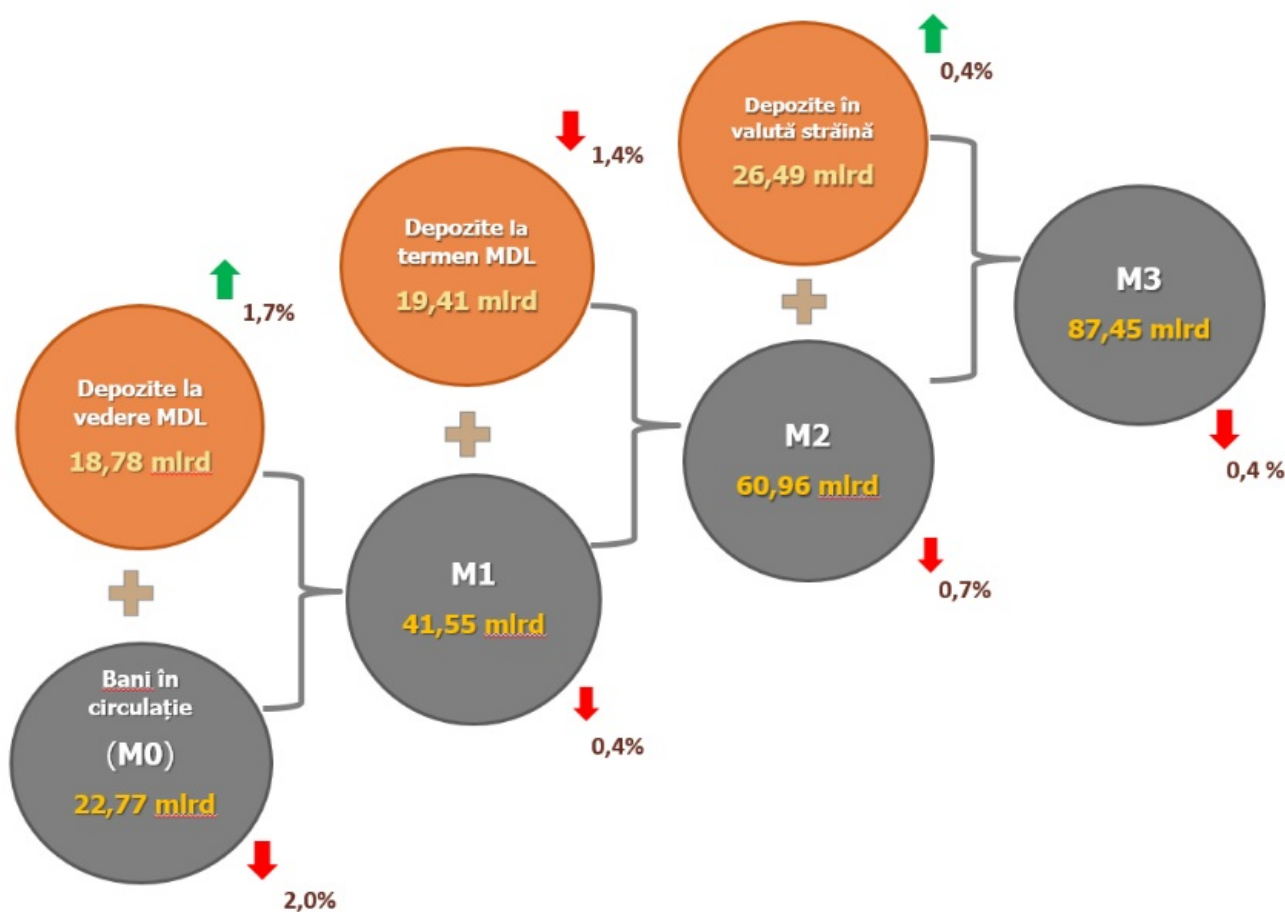 0,4%
Depozite în
valută străină
26,49 mlrd
1,4%
Depozite la
termen MDL
19,41 mlrd
M3
87,45 mlrd
0,4 %
1,7%
Depozite la
vedere MDL
18,78 mlrd
M2
60,96 mlrd
0,7%
M1
41,55 mlrd
0,4%
Bani în
circulație
(M0)
22,77 mlrd
2,0%